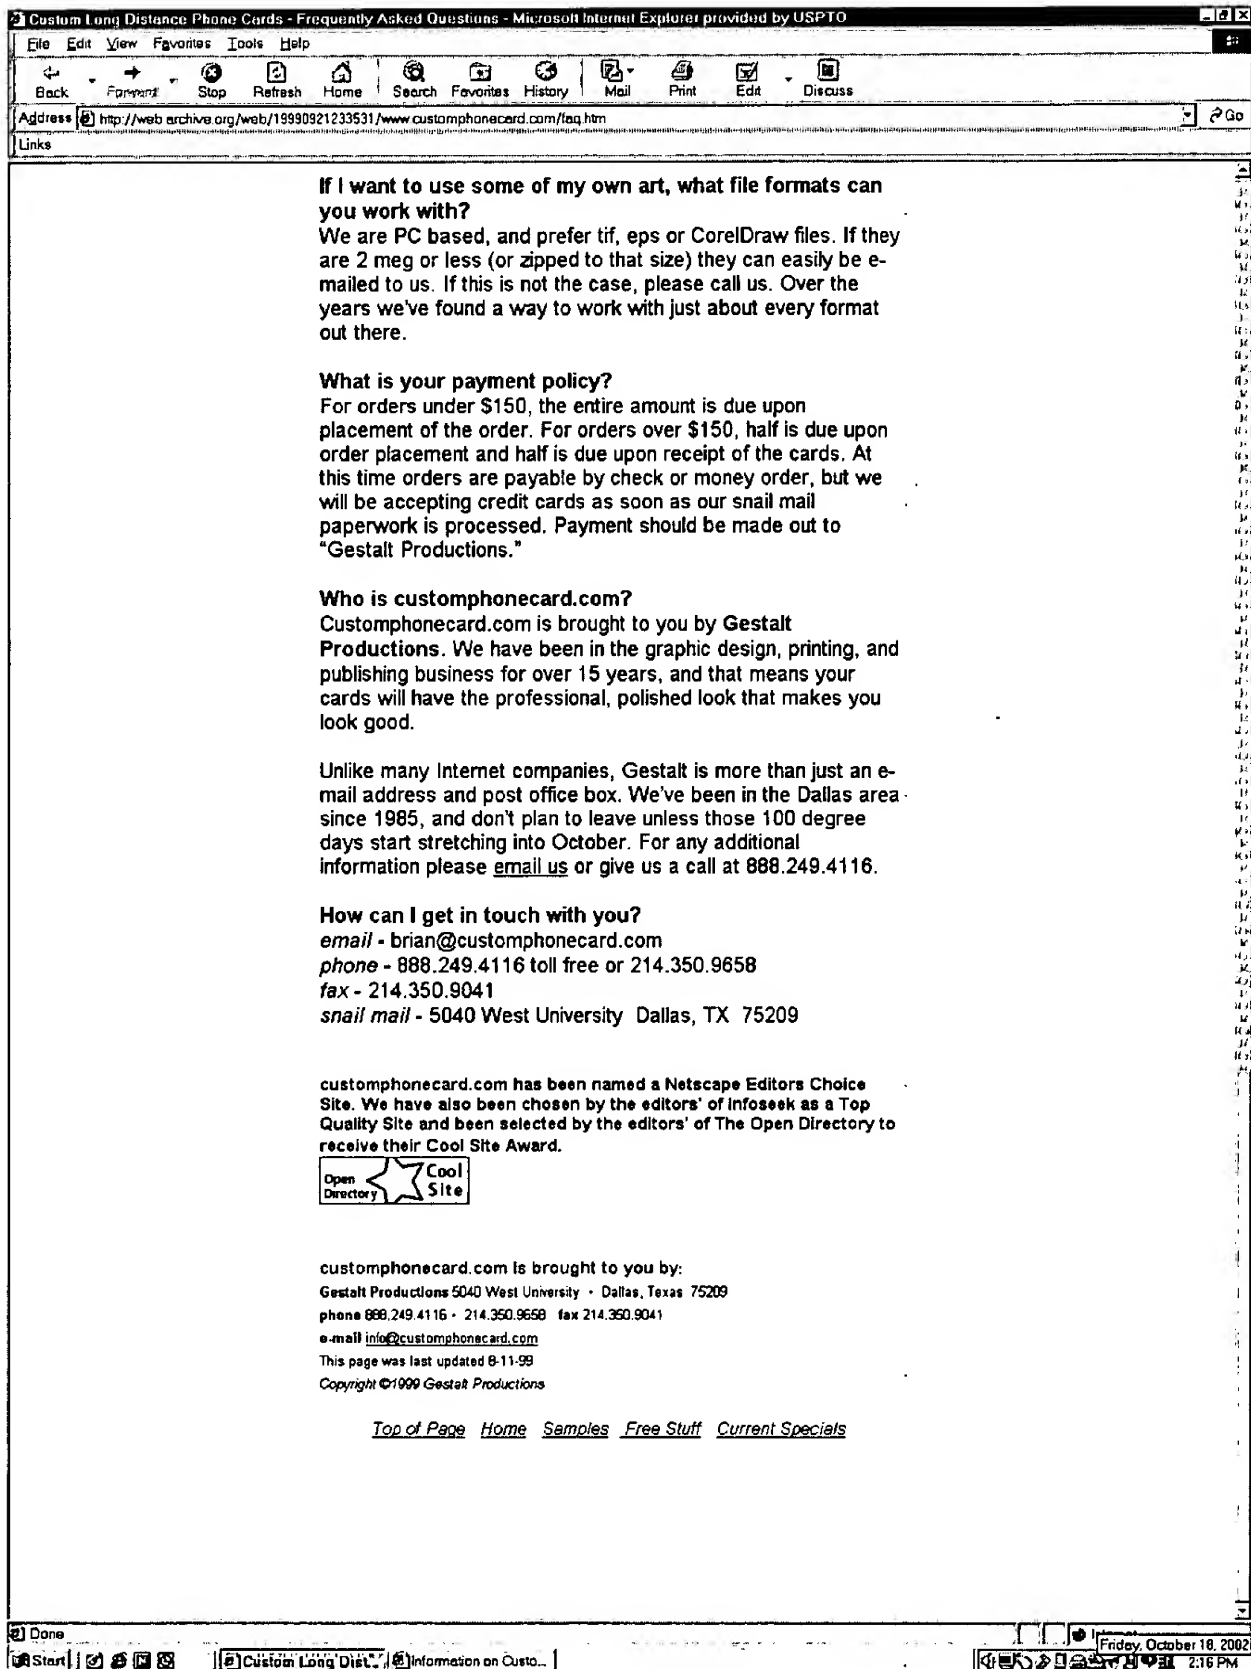 Custom Long Distance Phone Cards - Frequently Asked Questions - Microsoft Internet Explorer provided by USPTO
File Edit View Favorites Tools Help
Back Forward Stop Refresh Home Search Favorites History Mail Print Edit Discuss
Address http://web.archive.org/web/19990921233531/www.customphonecard.com/faq.htm Go
Links
If I want to use some of my own art, what file formats can
you work with?
We are PC based, and prefer tif, eps or CorelDraw files. If they
are 2 meg or less (or zipped to that size) they can easily be e-
mailed to us. If this is not the case, please call us. Over the
years we've found a way to work with just about every format
out there.
What is your payment policy?
For orders under $150, the entire amount is due upon
placement of the order. For orders over $150, half is due upon
order placement and half is due upon receipt of the cards. At
this time orders are payable by check or money order, but we
will be accepting credit cards as soon as our snail mail
paperwork is processed. Payment should be made out to
"Gestalt Productions."
Who is customphonecard.com?
Customphonecard.com is brought to you by Gestalt
Productions. We have been in the graphic design, printing, and
publishing business for over 15 years, and that means your
cards will have the professional, polished look that makes you
look good.
Unlike many Internet companies, Gestalt is more than just an e-
mail address and post office box. We've been in the Dallas area
since 1985, and don't plan to leave unless those 100 degree
days start stretching into October. For any additional
information please email us or give us a call at 888.249.4116.
How can I get in touch with you?
email - brian@customphonecard.com
phone - 888.249.4116 toll free or 214.350.9658
fax - 214.350.9041
snail mail - 5040 West University Dallas, TX 75209
customphonecard.com has been named a Netscape Editors Choice
Site. We have also been chosen by the editors' of Infoseek as a Top
Quality Site and been selected by the editors' of The Open Directory to
receive their Cool Site Award.
Open Directory Cool Site
customphonecard.com is brought to you by:
Gestalt Productions 5040 West University • Dallas, Texas 75209
phone 888.249.4116 • 214.350.9658 fax 214.350.9041
e-mail info@customphonecard.com
This page was last updated 8-11-99
Copyright ©1999 Gestalt Productions
Top of Page Home Samples Free Stuff Current Specials
Done
Friday, October 18, 2002
Start Custom Long Dist... Information on Custo... 2:16 PM